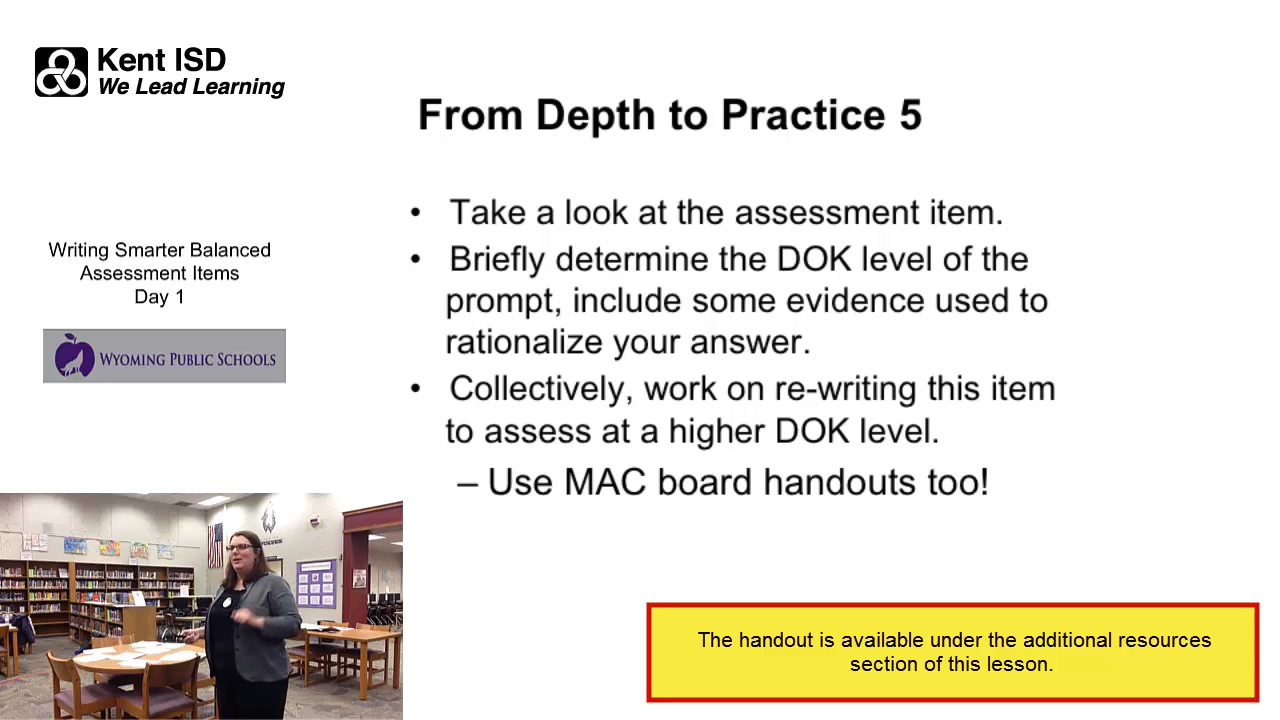 Kent ISD
We Lead Learning
From Depth to Practice 5
• Take a look at the assessment item.
• Briefly determine the DOK level of the
prompt, include some evidence used to
rationalize your answer.
• Collectively, work on re-writing this item
to assess at a higher DOK level.
– Use MAC board handouts too!
Writing Smarter Balanced
Assessment Items
Day 1
WYOMING PUBLIC SCHOOLS
The handout is available under the additional resources
section of this lesson.